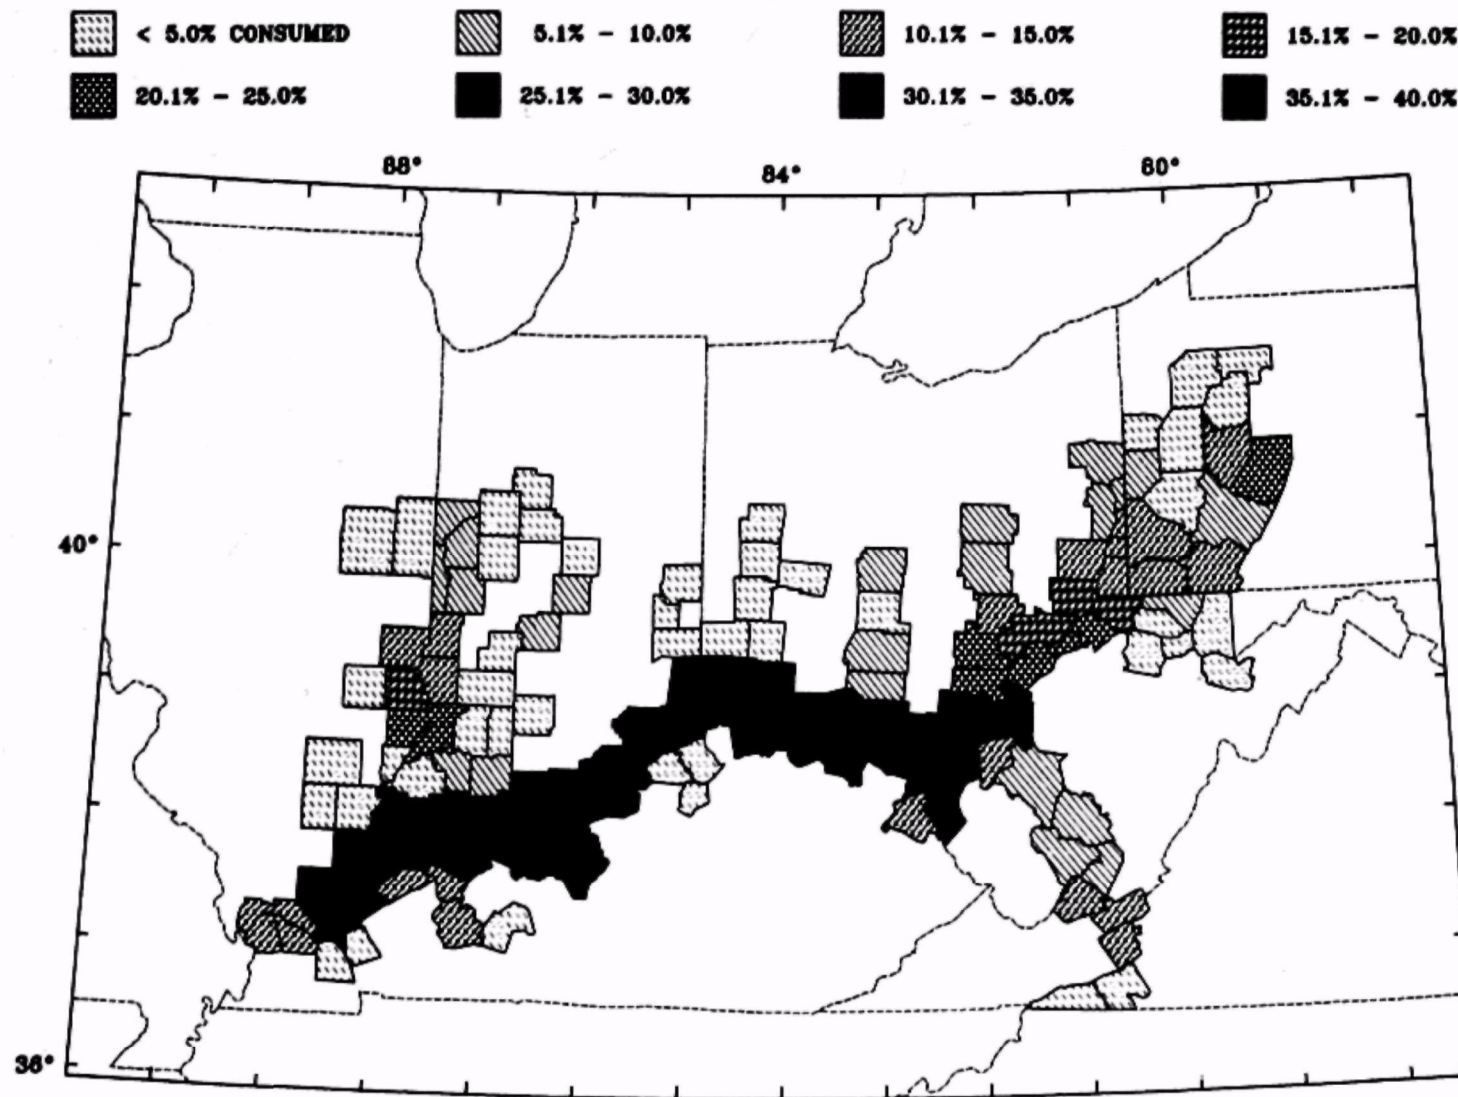 < 5.0% CONSUMED 5.1% - 10.0% 10.1% - 15.0% 15.1% - 20.0%
20.1% - 25.0% 25.1% - 30.0% 30.1% - 35.0% 35.1% - 40.0%
88° 84° 80°
40°
36°